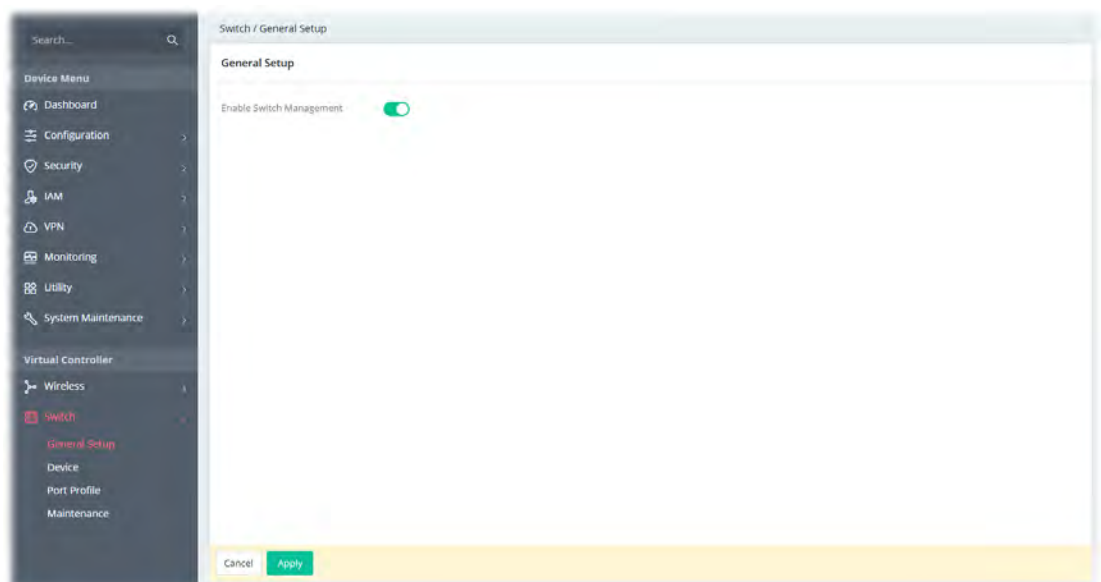 Search...
Device Menu
Dashboard
Configuration
Security
IAM
VPN
Monitoring
Utility
System Maintenance
Virtual Controller
Wireless
Switch
General Setup
Device
Port Profile
Maintenance
Switch / General Setup
General Setup
Enable Switch Management
Cancel Apply